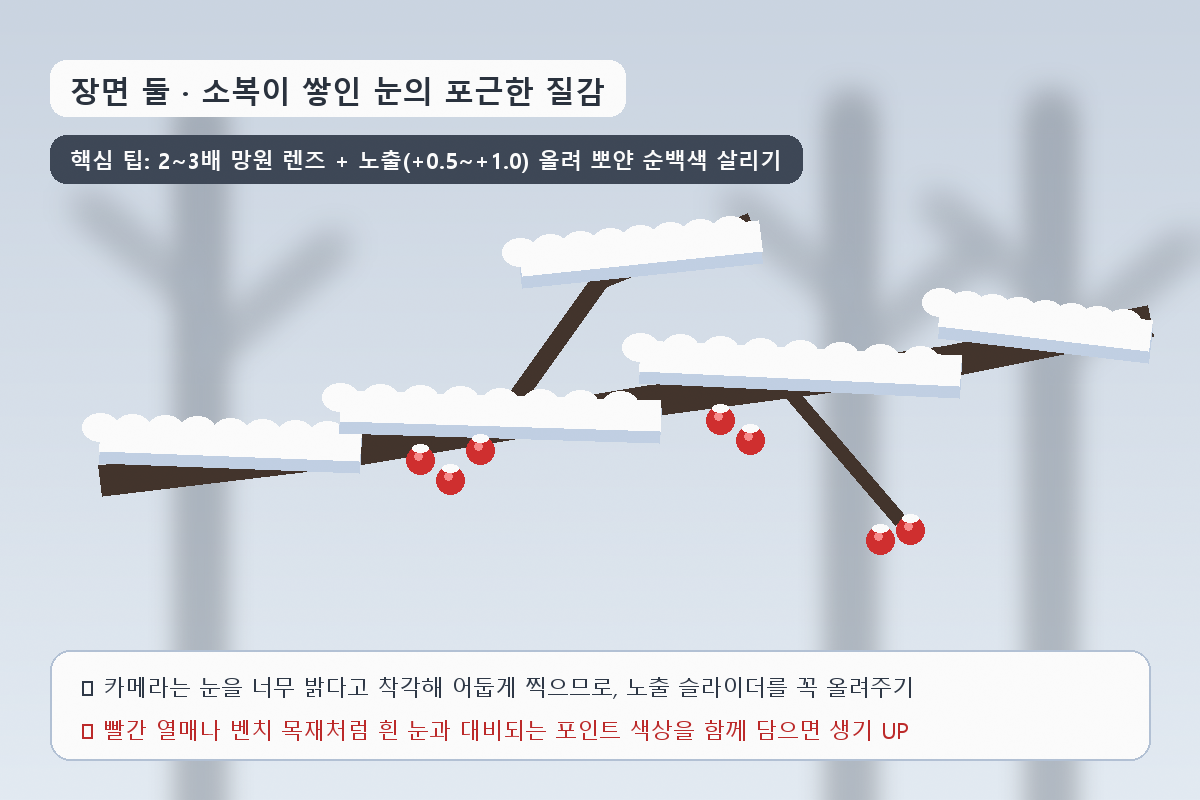 장면 둘 · 소복이 쌓인 눈의 포근한 질감
핵심 팁: 2~3배 망원 렌즈 + 노출(+0.5~+1.0) 올려 뽀얀 순백색 살리기
▯ 카메라는 눈을 너무 밝다고 착각해 어둡게 찍으므로, 노출 슬라이더를 꼭 올려주기
▯ 빨간 열매나 벤치 목재처럼 흰 눈과 대비되는 포인트 색상을 함께 담으면 생기 UP